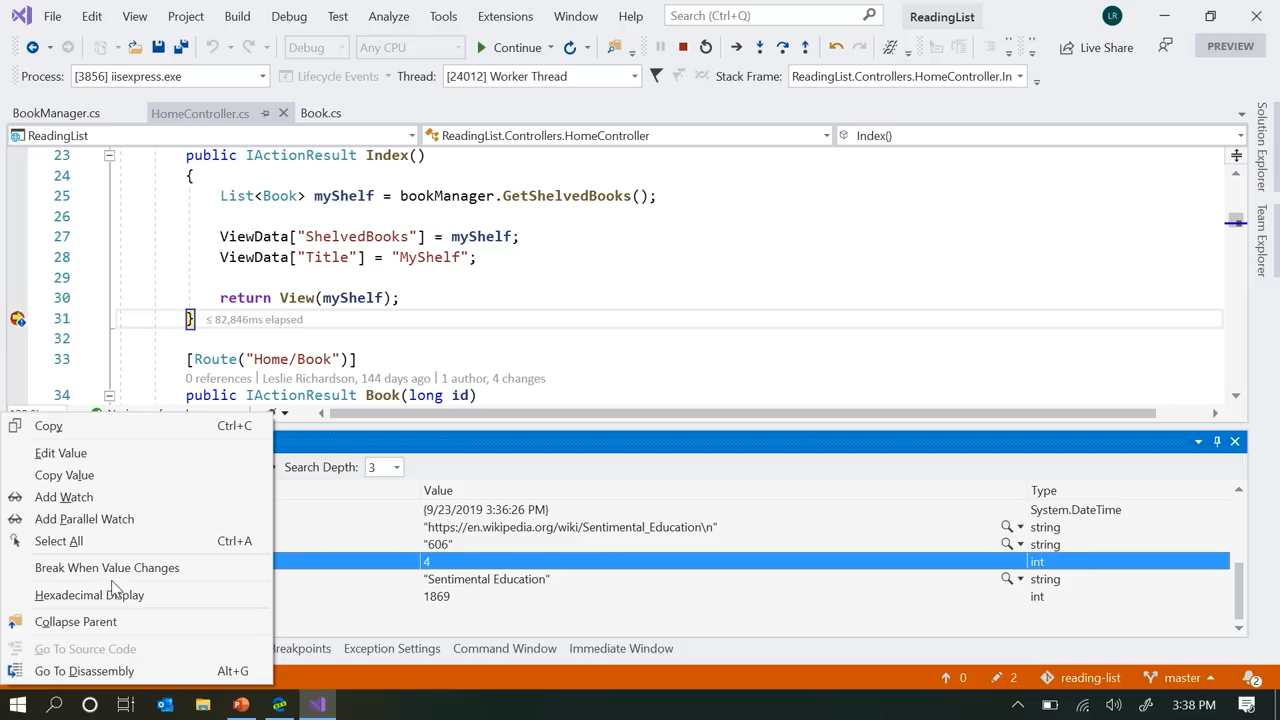 File Edit View Project Build Debug Test Analyze Tools Extensions Window Help Search (Ctrl+Q) ReadingList LR
Debug Any CPU Continue Live Share PREVIEW
Process: [3856] iisexpress.exe Lifecycle Events Thread: [24012] Worker Thread Stack Frame: ReadingList.Controllers.HomeController.In
BookManager.cs HomeController.cs Book.cs
ReadingList ReadingList.Controllers.HomeController Index()
Solution Explorer
Team Explorer
23 public IActionResult Index()
24 {
25 List<Book> myShelf = bookManager.GetShelvedBooks();
26
27 ViewData["ShelvedBooks"] = myShelf;
28 ViewData["Title"] = "MyShelf";
29
30 return View(myShelf);
31 } ≤ 82,846ms elapsed
32
33 [Route("Home/Book")]
0 references | Leslie Richardson, 144 days ago | 1 author, 4 changes
34 public IActionResult Book(long id)
Copy Ctrl+C
Edit Value
Copy Value
Add Watch
Add Parallel Watch
Select All Ctrl+A
Break When Value Changes
Hexadecimal Display
Collapse Parent
Go To Source Code
Go To Disassembly Alt+G
Search Depth: 3
Value Type
{9/23/2019 3:36:26 PM} System.DateTime
"https://en.wikipedia.org/wiki/Sentimental_Education\n" string
"606" string
4 int
"Sentimental Education" string
1869 int
Breakpoints Exception Settings Command Window Immediate Window
0 2 reading-list master 2
3:38 PM